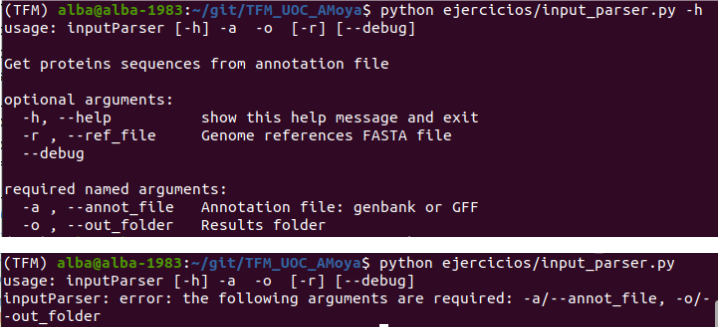 (TFM) alba@alba-1983:~/git/TFM_UOC_AMoya$ python ejercicios/input_parser.py -h
usage: inputParser [-h] -a  -o  [-r] [--debug]
Get proteins sequences from annotation file
optional arguments:
-h, --help            show this help message and exit
-r , --ref_file       Genome references FASTA file
--debug
required named arguments:
-a , --annot_file   Annotation file: genbank or GFF
-o , --out_folder   Results folder
(TFM) alba@alba-1983:~/git/TFM_UOC_AMoya$ python ejercicios/input_parser.py
usage: inputParser [-h] -a  -o  [-r] [--debug]
inputParser: error: the following arguments are required: -a/--annot_file, -o/-
-out_folder